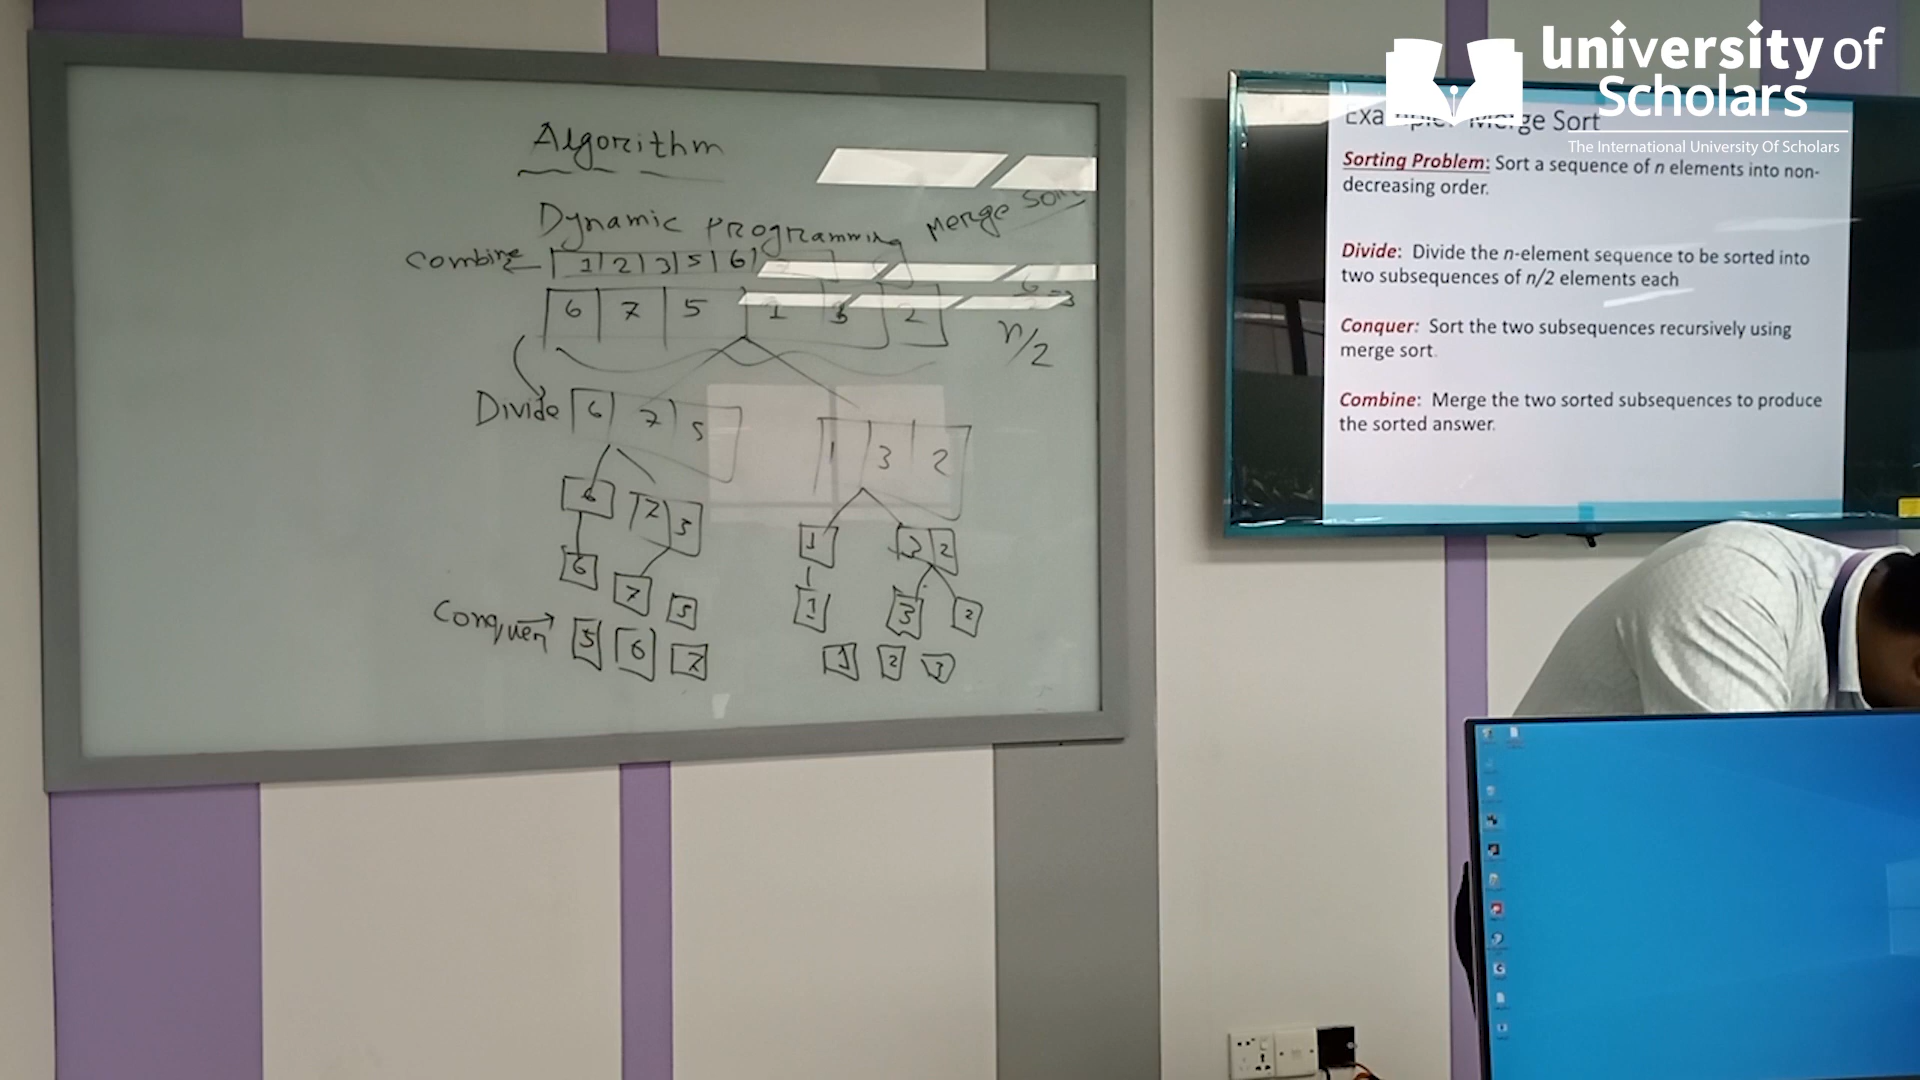 Algorithm
Dynamic Programming Merge Sort
Combine 1 2 3 5 6 7
6 7 5 1 3 2
n/2
Divide 6 7 5
1 3 2
6 7 5
1 3 2
6 7 5
1 3 2
Conquer 5 6 7
1 2 3
University of
Scholars
The International University Of Scholars
Example: Merge Sort
Sorting Problem: Sort a sequence of n elements into non-
decreasing order.
Divide: Divide the n-element sequence to be sorted into
two subsequences of n/2 elements each
Conquer: Sort the two subsequences recursively using
merge sort.
Combine: Merge the two sorted subsequences to produce
the sorted answer.